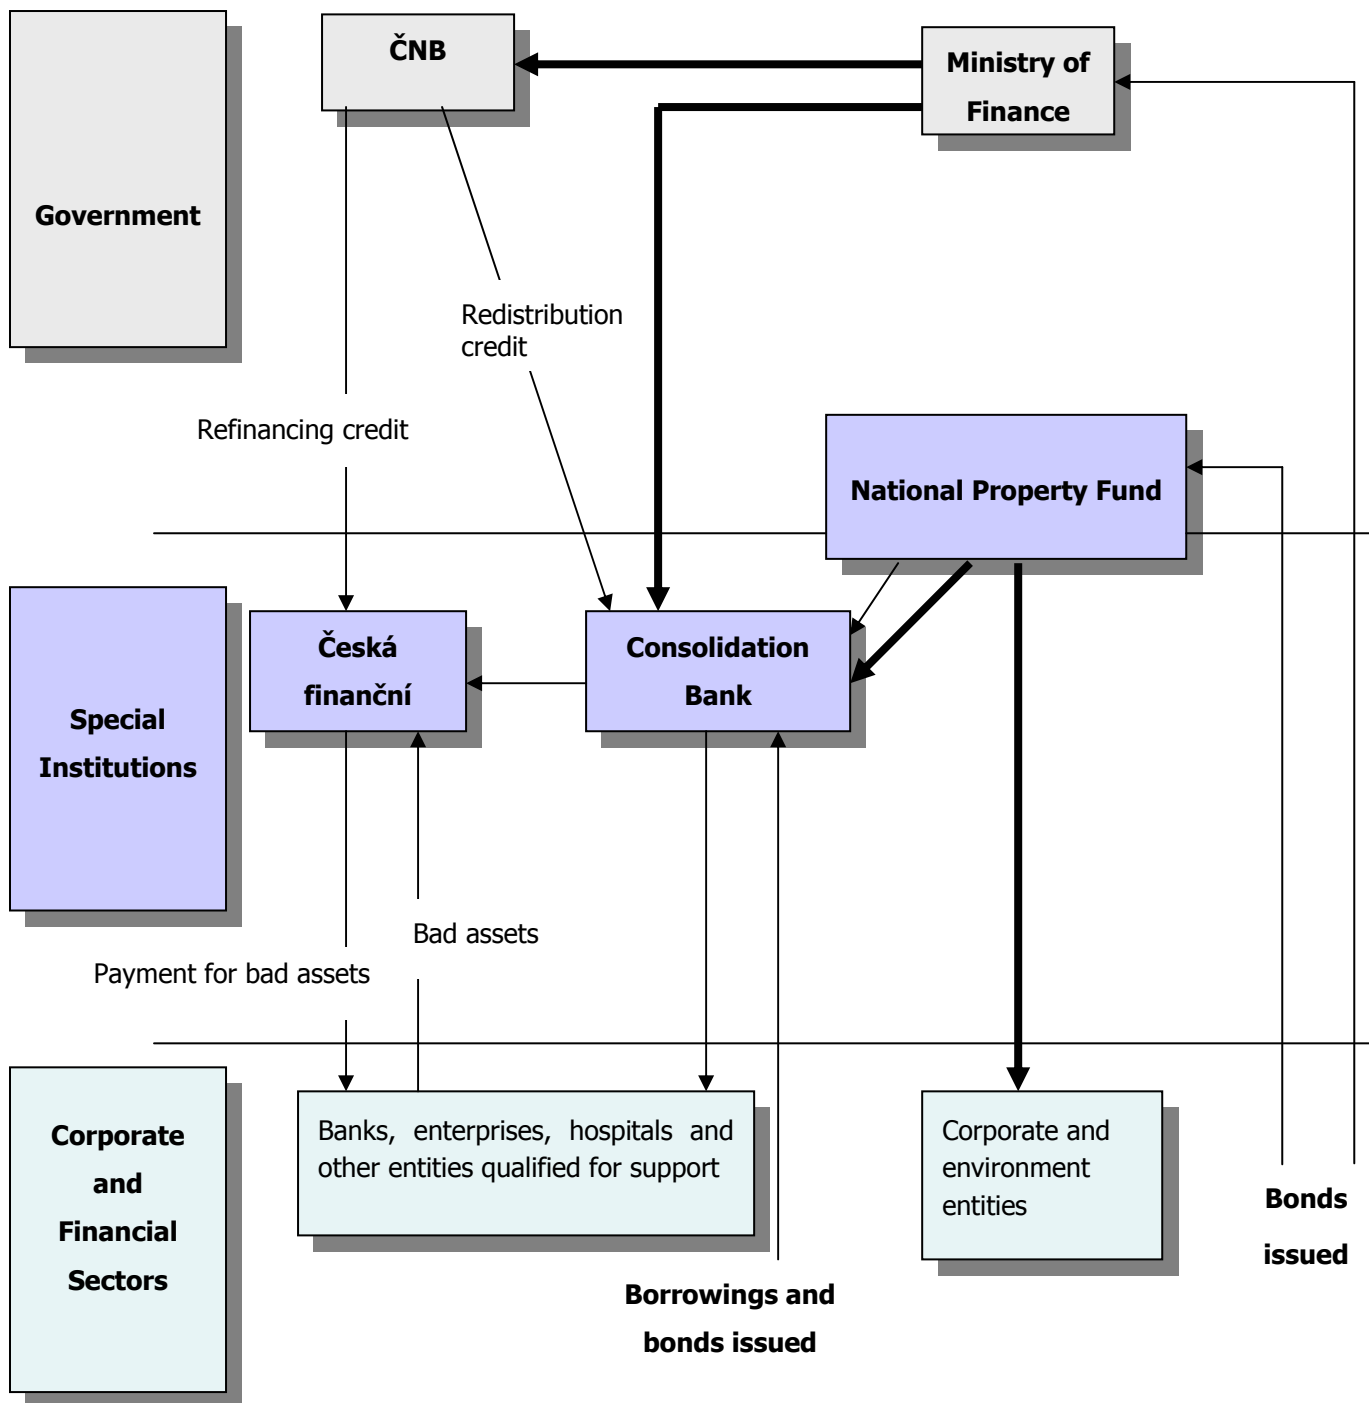 ČNB
Ministry of
Finance
Government
Redistribution
credit
Refinancing credit
National Property Fund
Česká
finanční
Consolidation
Bank
Special
Institutions
Bad assets
Payment for bad assets
Corporate
and
Financial
Sectors
Banks, enterprises, hospitals and
other entities qualified for support
Corporate and
environment
entities
Bonds
issued
Borrowings and
bonds issued